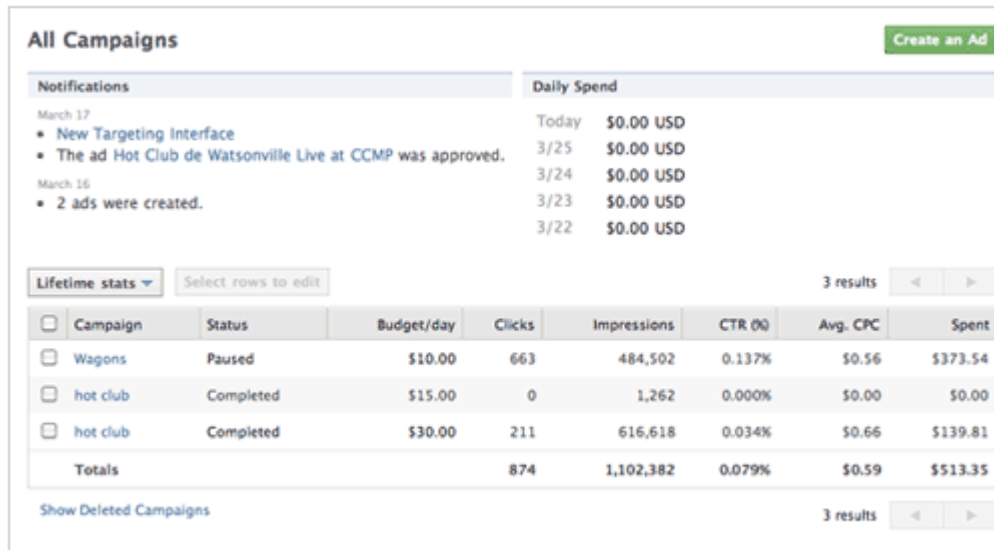 All Campaigns
Create an Ad
Notifications
March 17
• New Targeting Interface
• The ad Hot Club de Watsonville Live at CCMP was approved.
March 16
• 2 ads were created.
Daily Spend
Today $0.00 USD
3/25 $0.00 USD
3/24 $0.00 USD
3/23 $0.00 USD
3/22 $0.00 USD
Lifetime stats Select rows to edit 3 results
Campaign Status Budget/day Clicks Impressions CTR (%) Avg. CPC Spent
Wagons Paused $10.00 663 484,502 0.137% $0.56 $373.54
hot club Completed $15.00 0 1,262 0.000% $0.00 $0.00
hot club Completed $30.00 211 616,618 0.034% $0.66 $139.81
Totals 874 1,102,382 0.079% $0.59 $513.35
Show Deleted Campaigns 3 results